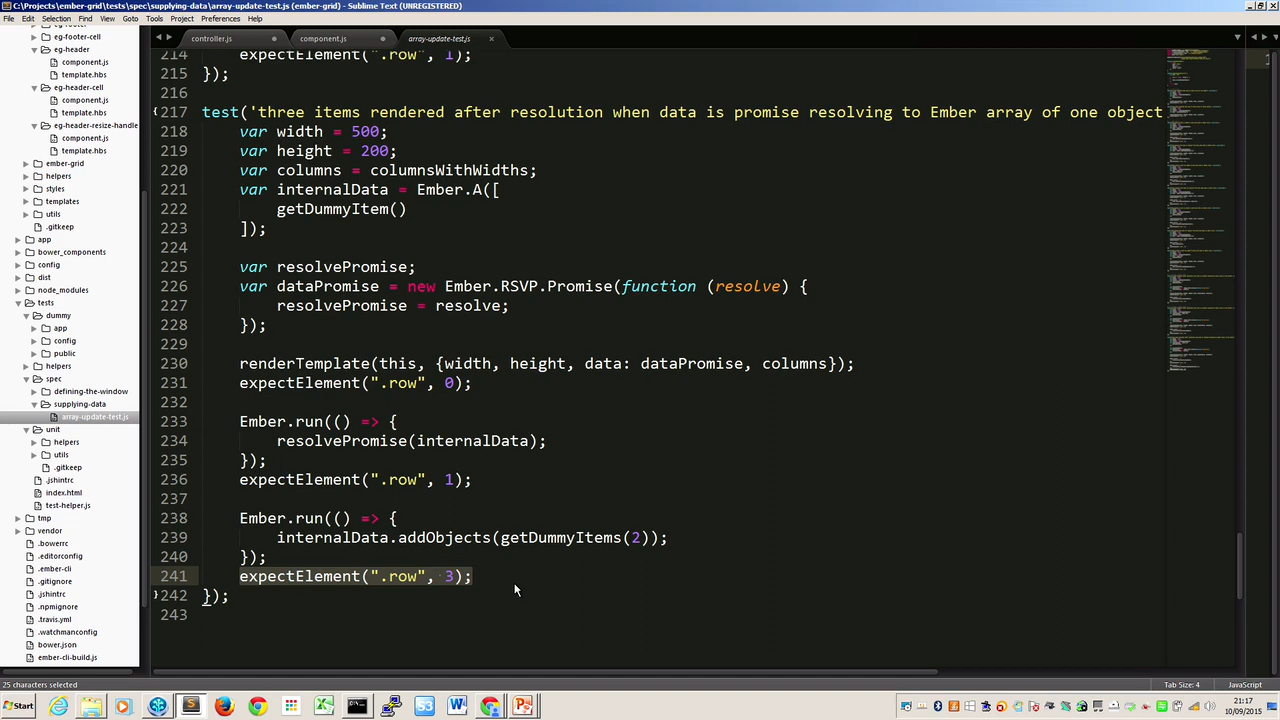 C:\Projects\ember-grid\tests\spec\supplying-data\array-update-test.js (ember-grid) - Sublime Text (UNREGISTERED)
File Edit Selection Find View Goto Tools Project Preferences Help
controller.js component.js array-update-test.js
eg-footer
eg-footer-cell
eg-header
component.js
template.hbs
eg-header-cell
component.js
template.hbs
eg-header-resize-handle
component.js
template.hbs
ember-grid
helpers
styles
templates
utils
.gitkeep
app
bower_components
config
dist
node_modules
tests
dummy
app
config
public
helpers
spec
defining-the-window
supplying-data
array-update-test.js
unit
helpers
utils
.gitkeep
.jshintrc
index.html
test-helper.js
tmp
vendor
.bowerrc
.editorconfig
.ember-cli
.gitignore
.jshintrc
.npmignore
.travis.yml
.watchmanconfig
bower.json
ember-cli-build.js
214 expectElement(".row", 1);
215 });
216
217 test('three items rendered on resolution when data is promise resolving to Ember array of one object
218 var width = 500;
219 var height = 200;
220 var columns = columnsWithWidths;
221 var internalData = Ember.A([
222 getDummyItem()
223 ]);
224
225 var resolvePromise;
226 var dataPromise = new Ember.RSVP.Promise(function (resolve) {
227 resolvePromise = resolve;
228 });
229
230 renderTemplate(this, {width, height, data: dataPromise, columns});
231 expectElement(".row", 0);
232
233 Ember.run(() => {
234 resolvePromise(internalData);
235 });
236 expectElement(".row", 1);
237
238 Ember.run(() => {
239 internalData.addObjects(getDummyItems(2));
240 });
241 expectElement(".row", 3);
242 });
243
25 characters selected Tab Size: 4 JavaScript
Start 21:17
10/09/2015